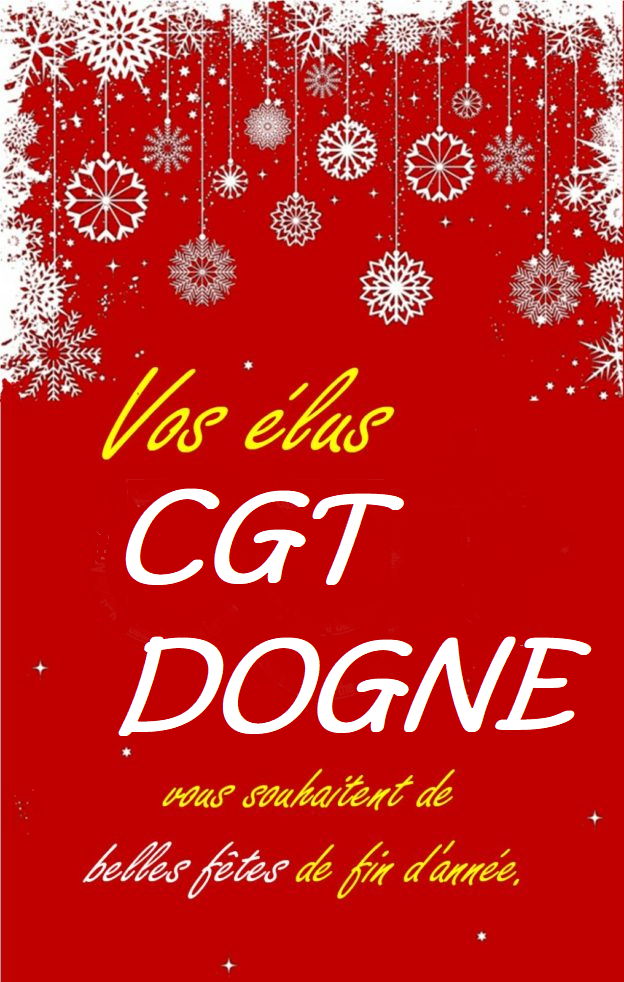 Vos élus
CGT
DOGNE
vous souhaitent de
belles fêtes de fin d'année.